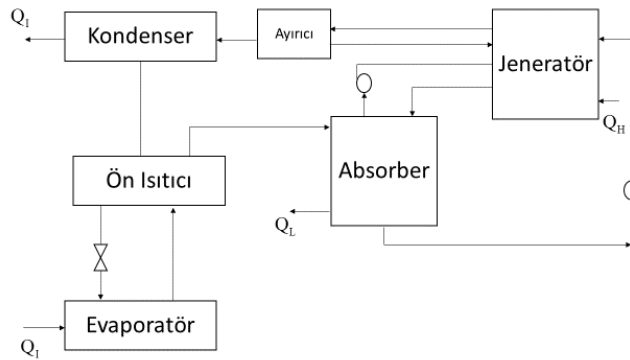 Q_I
Kondenser
Ayırıcı
Jeneratör
Q_H
Ön Isıtıcı
Absorber
Q_L
Evaporatör
Q_I